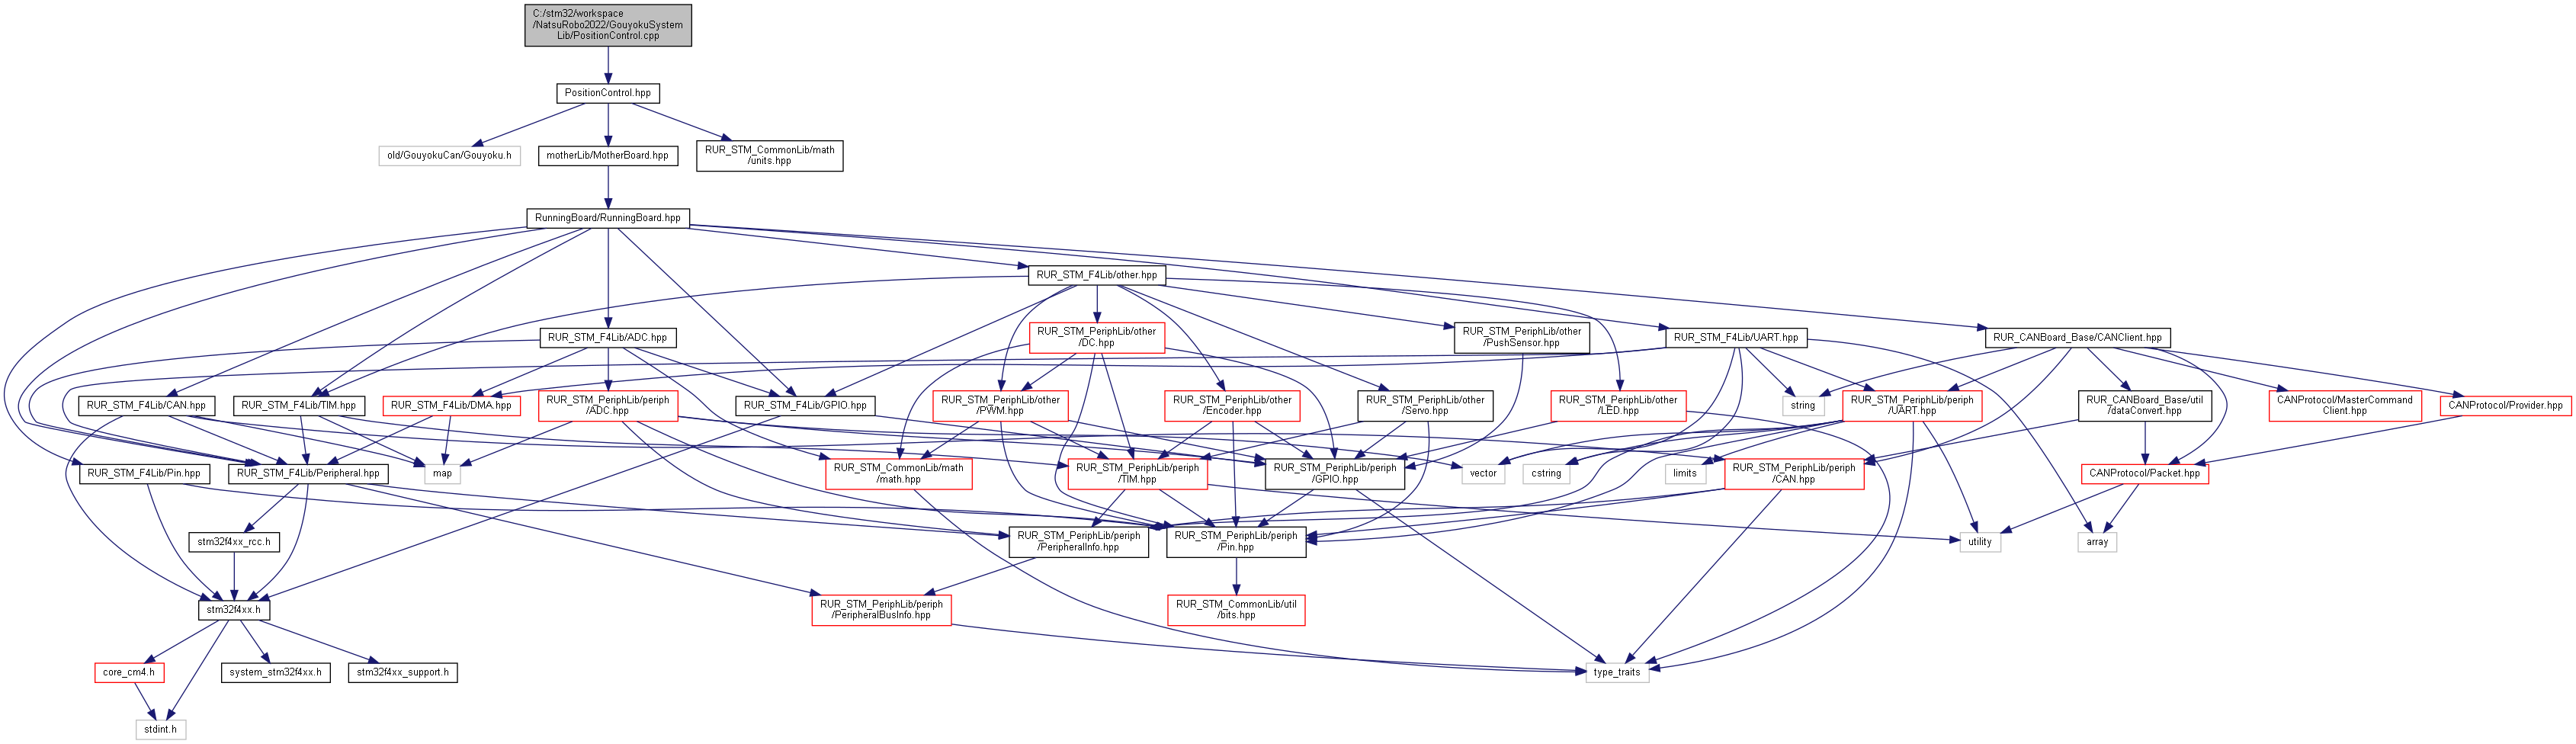 C:/stm32/workspace
/NatsuRobo2022/GouyokuSystem
Lib/PositionControl.cpp
PositionControl.hpp
old/GouyokuCan/Gouyoku.h
motherLib/MotherBoard.hpp
RUR_STM_CommonLib/math
/units.hpp
RunningBoard/RunningBoard.hpp
RUR_STM_F4Lib/other.hpp
RUR_STM_F4Lib/ADC.hpp
RUR_STM_PeriphLib/other
/DC.hpp
RUR_STM_PeriphLib/other
/PushSensor.hpp
RUR_STM_F4Lib/UART.hpp
RUR_CANBoard_Base/CANClient.hpp
RUR_STM_F4Lib/CAN.hpp
RUR_STM_F4Lib/TIM.hpp
RUR_STM_F4Lib/DMA.hpp
RUR_STM_PeriphLib/periph
/ADC.hpp
RUR_STM_F4Lib/GPIO.hpp
RUR_STM_PeriphLib/other
/PWM.hpp
RUR_STM_PeriphLib/other
/Encoder.hpp
RUR_STM_PeriphLib/other
/Servo.hpp
RUR_STM_PeriphLib/other
/LED.hpp
string
RUR_STM_PeriphLib/periph
/UART.hpp
RUR_CANBoard_Base/util
/dataConvert.hpp
CANProtocol/MasterCommand
Client.hpp
CANProtocol/Provider.hpp
RUR_STM_F4Lib/Pin.hpp
RUR_STM_F4Lib/Peripheral.hpp
map
RUR_STM_CommonLib/math
/math.hpp
RUR_STM_PeriphLib/periph
/TIM.hpp
RUR_STM_PeriphLib/periph
/GPIO.hpp
vector
cstring
limits
RUR_STM_PeriphLib/periph
/CAN.hpp
CANProtocol/Packet.hpp
stm32f4xx_rcc.h
RUR_STM_PeriphLib/periph
/PeripheralInfo.hpp
RUR_STM_PeriphLib/periph
/Pin.hpp
utility
array
stm32f4xx.h
RUR_STM_PeriphLib/periph
/PeripheralBusInfo.hpp
RUR_STM_CommonLib/util
/bits.hpp
core_cm4.h
system_stm32f4xx.h
stm32f4xx_support.h
type_traits
stdint.h